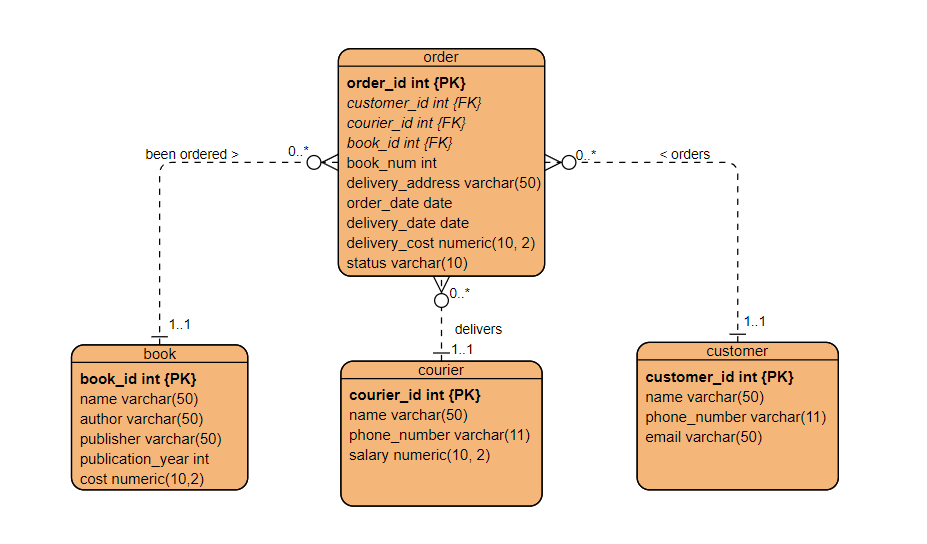 order
order_id int {PK}
customer_id int {FK}
courier_id int {FK}
book_id int {FK}
book_num int
delivery_address varchar(50)
order_date date
delivery_date date
delivery_cost numeric(10, 2)
status varchar(10)
been ordered >
0..*
0..*
< orders
0..*
delivers
1..1
1..1
1..1
book
book_id int {PK}
name varchar(50)
author varchar(50)
publisher varchar(50)
publication_year int
cost numeric(10,2)
courier
courier_id int {PK}
name varchar(50)
phone_number varchar(11)
salary numeric(10, 2)
customer
customer_id int {PK}
name varchar(50)
phone_number varchar(11)
email varchar(50)